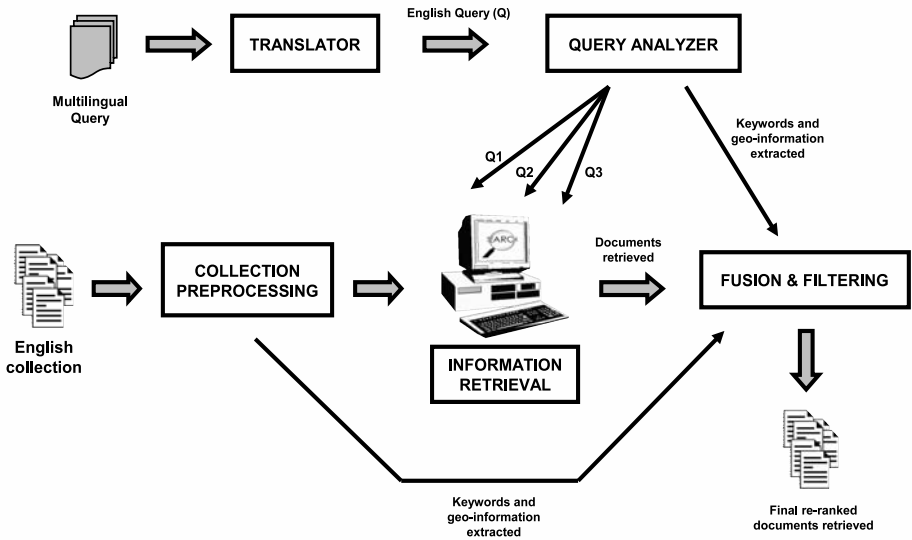 English Query (Q)
TRANSLATOR
QUERY ANALYZER
Multilingual
Query
Keywords and
geo-information
extracted
Q1
Q2
Q3
ARC
Documents
retrieved
COLLECTION
PREPROCESSING
FUSION & FILTERING
English
collection
INFORMATION
RETRIEVAL
Keywords and
geo-information
extracted
Final re-ranked
documents retrieved